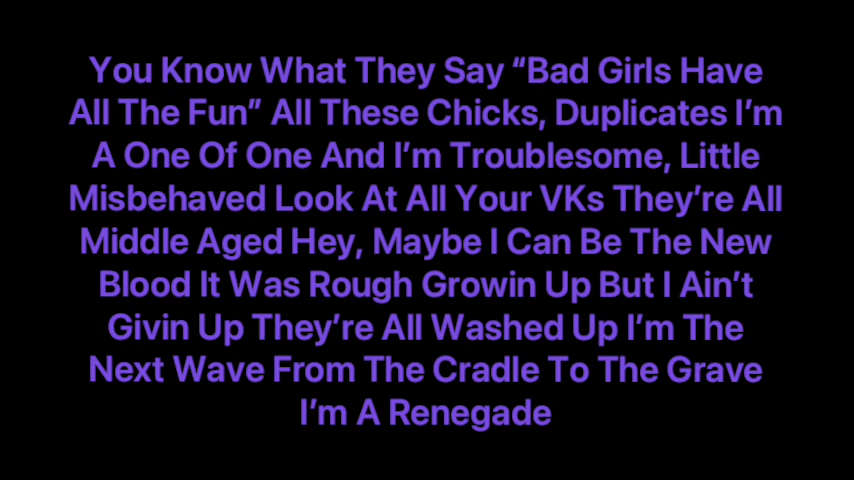 You Know What They Say “Bad Girls Have
All The Fun” All These Chicks, Duplicates I’m
A One Of One And I’m Troublesome, Little
Misbehaved Look At All Your VKs They’re All
Middle Aged Hey, Maybe I Can Be The New
Blood It Was Rough Growin Up But I Ain’t
Givin Up They’re All Washed Up I’m The
Next Wave From The Cradle To The Grave
I’m A Renegade